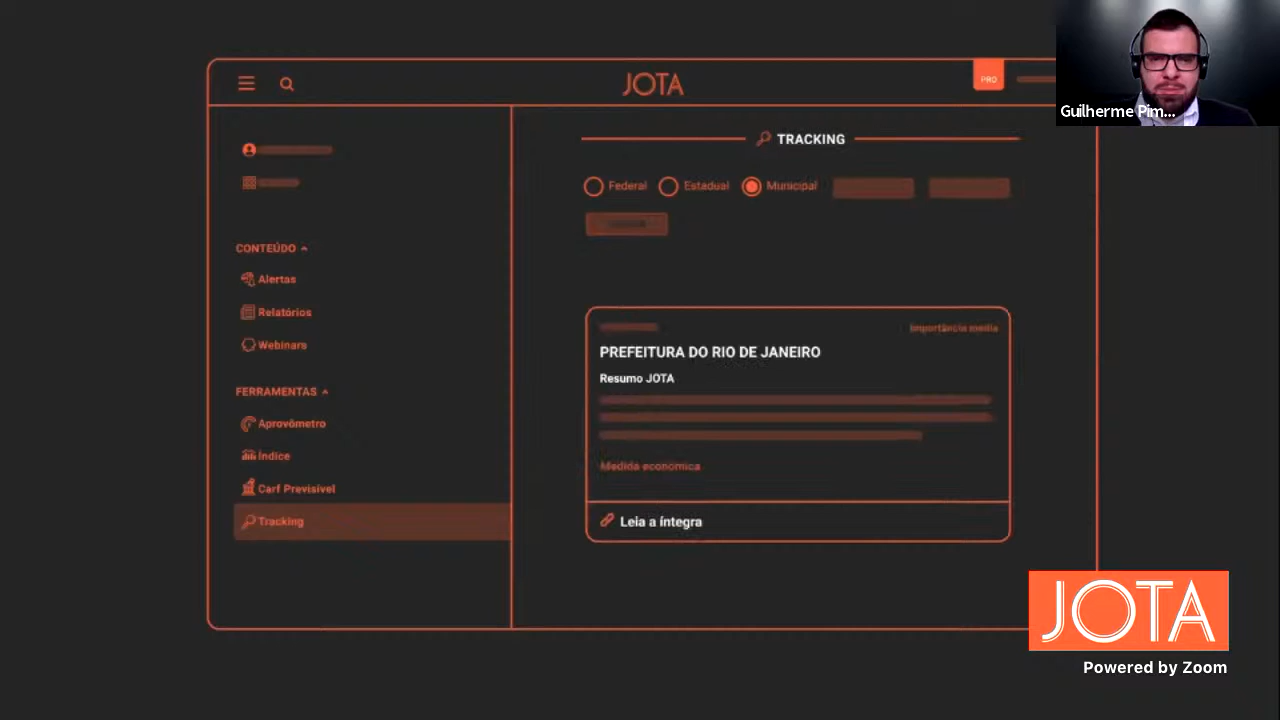 JOTA
PRO
Guilherme Pim...
TRACKING
Federal
Estadual
Municipal
CONTEÚDO
Alertas
Relatórios
Webinars
FERRAMENTAS
Aprovômetro
Índice
Carf Previsível
Tracking
Importância media
PREFEITURA DO RIO DE JANEIRO
Resumo JOTA
Medida econômica
Leia a íntegra
JOTA
Powered by Zoom